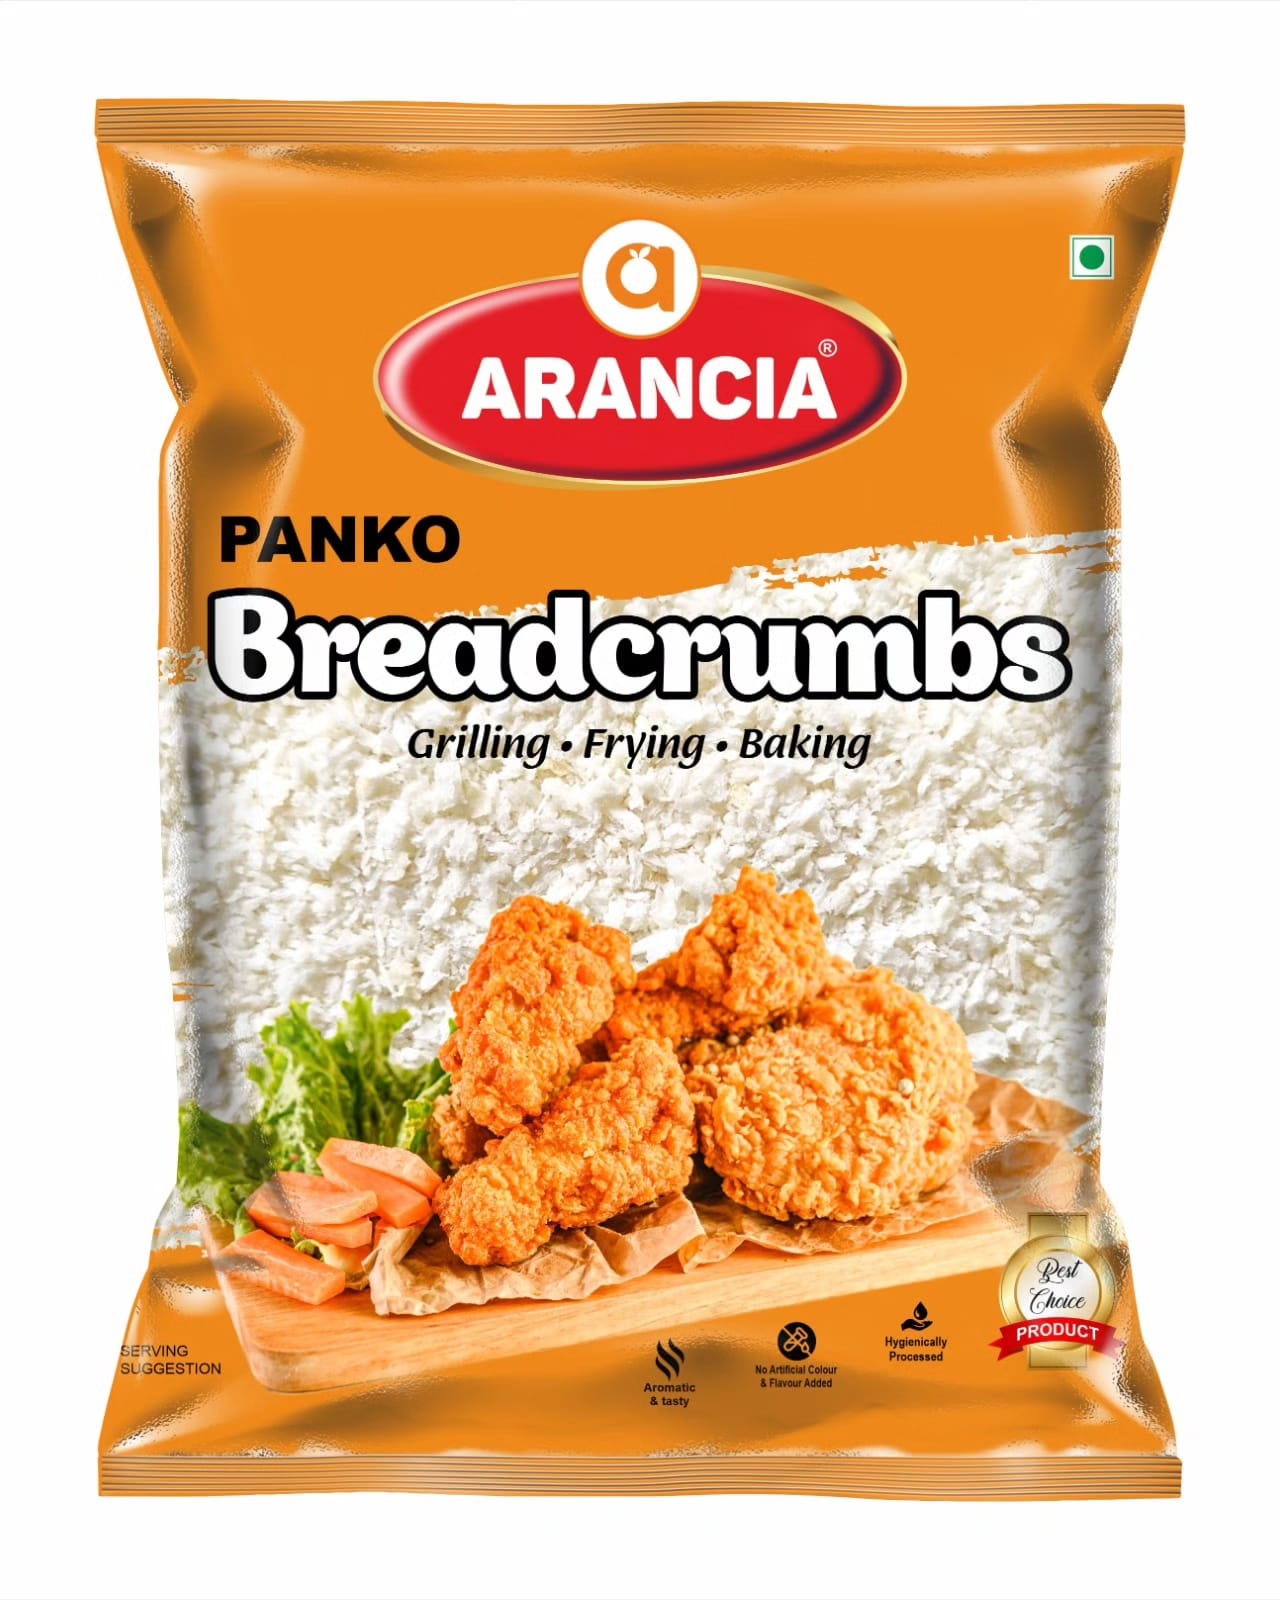 a
ARANCIA®
PANKO
Breadcrumbs
Grilling • Frying • Baking
SERVING
SUGGESTION
Aromatic
& tasty
No Artificial Colour
& Flavour Added
Hygienically
Processed
Best
Choice
PRODUCT